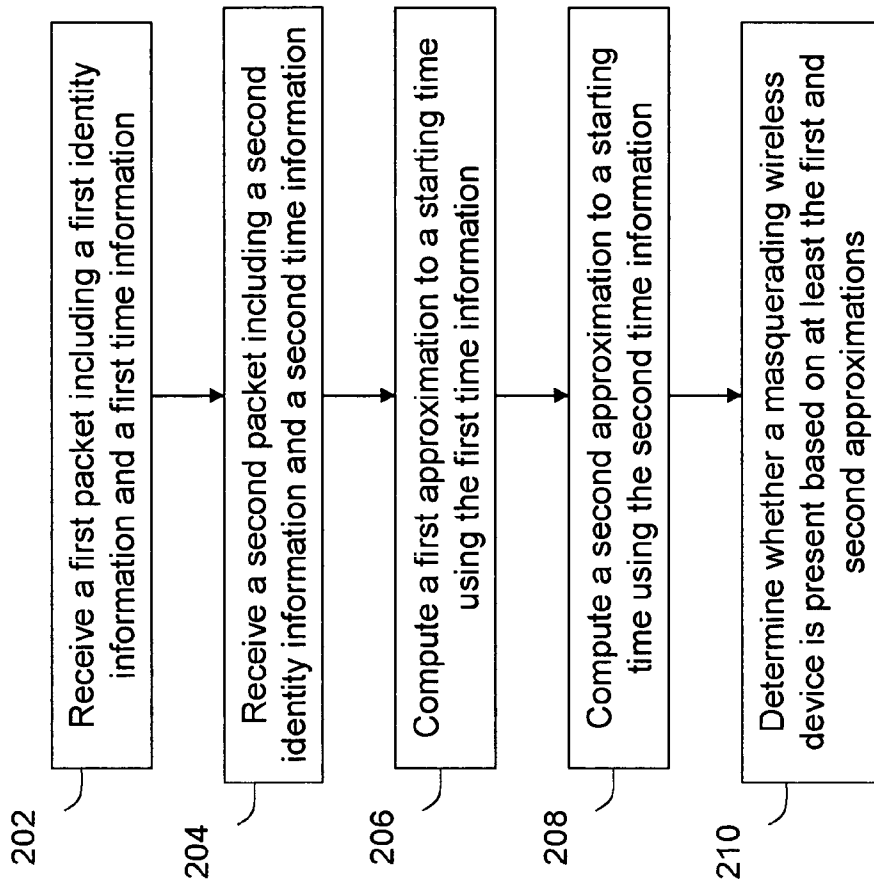 202
Receive a first packet including a first identity
information and a first time information
204
Receive a second packet including a second
identity information and a second time information
206
Compute a first approximation to a starting time
using the first time information
208
Compute a second approximation to a starting
time using the second time information
210
Determine whether a masquerading wireless
device is present based on at least the first and
second approximations